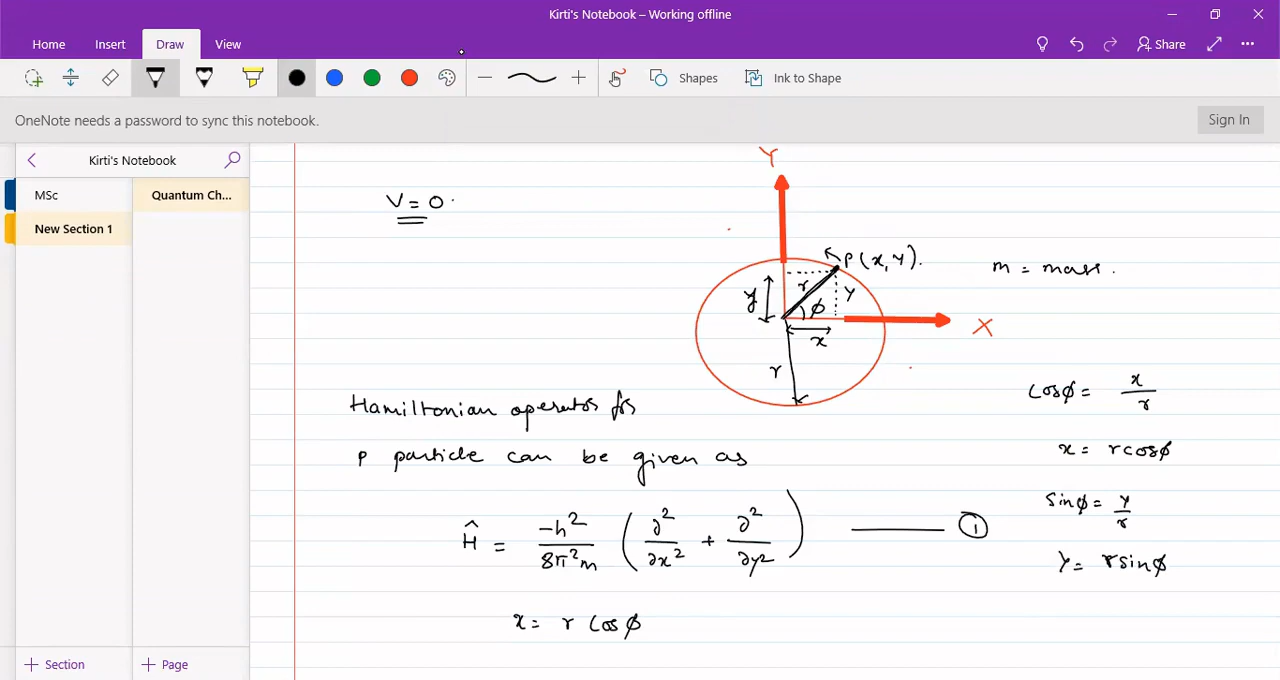 Kirti's Notebook – Working offline
Home Insert Draw View
Share
Shapes
Ink to Shape
OneNote needs a password to sync this notebook.
Sign In
Kirti's Notebook
MSc
New Section 1
Quantum Ch...
Section
Page
V = 0
Y
P(x,y).
m = mass.
r
y
y
φ
X
x
r
Hamiltonian operator for
P particle can be given as
Ĥ = -h²/8π²m (∂²/∂x² + ∂²/∂y²) ——— ①
x = r cosφ
cosφ = x/r
x = rcosφ
sinφ = y/r
y = rsinφ